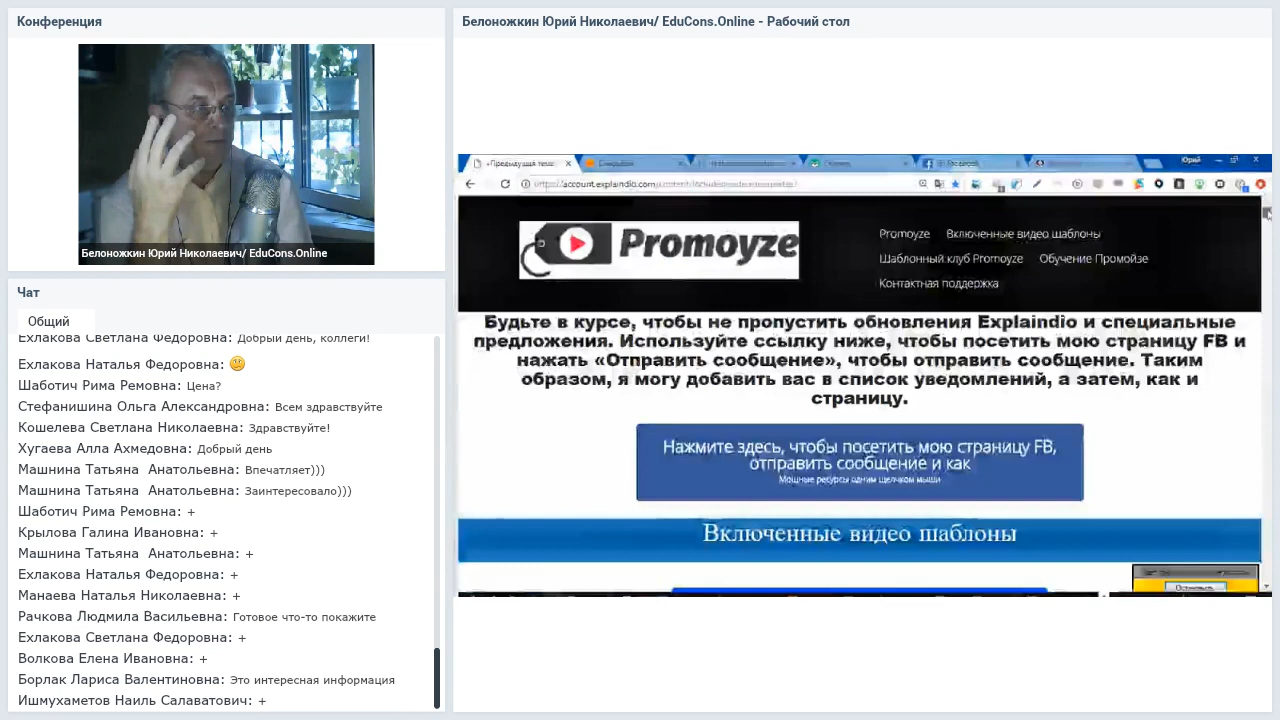 Конференция
Белоножкин Юрий Николаевич/ EduCons.Online
Чат
Общий
Ехлакова Светлана Федоровна: Добрый день, коллеги!
Ехлакова Наталья Федоровна:
Шаботич Рима Ремовна: Цена?
Стефанишина Ольга Александровна: Всем здравствуйте
Кошелева Светлана Николаевна: Здравствуйте!
Хугаева Алла Ахмедовна: Добрый день
Машнина Татьяна Анатольевна: Впечатляет)))
Машнина Татьяна Анатольевна: Заинтересовало)))
Шаботич Рима Ремовна: +
Крылова Галина Ивановна: +
Машнина Татьяна Анатольевна: +
Ехлакова Наталья Федоровна: +
Манаева Наталья Николаевна: +
Рачкова Людмила Васильевна: Готовое что-то покажите
Ехлакова Светлана Федоровна: +
Волкова Елена Ивановна: +
Борлак Лариса Валентиновна: Это интересная информация
Ишмухаметов Наиль Салаватович: +
Белоножкин Юрий Николаевич/ EduCons.Online - Рабочий стол
Юрий
account.explaindio.com
Promoyze
Promoyze Включенные видео шаблоны
Шаблонный клуб Promoyze Обучение Промойзе
Контактная поддержка
Будьте в курсе, чтобы не пропустить обновления Explaindio и специальные
предложения. Используйте ссылку ниже, чтобы посетить мою страницу FB и
нажать «Отправить сообщение», чтобы отправить сообщение. Таким
образом, я могу добавить вас в список уведомлений, а затем, как и
страницу.
Нажмите здесь, чтобы посетить мою страницу FB,
отправить сообщение и как
Мощные ресурсы одним щелчком мыши
Включенные видео шаблоны